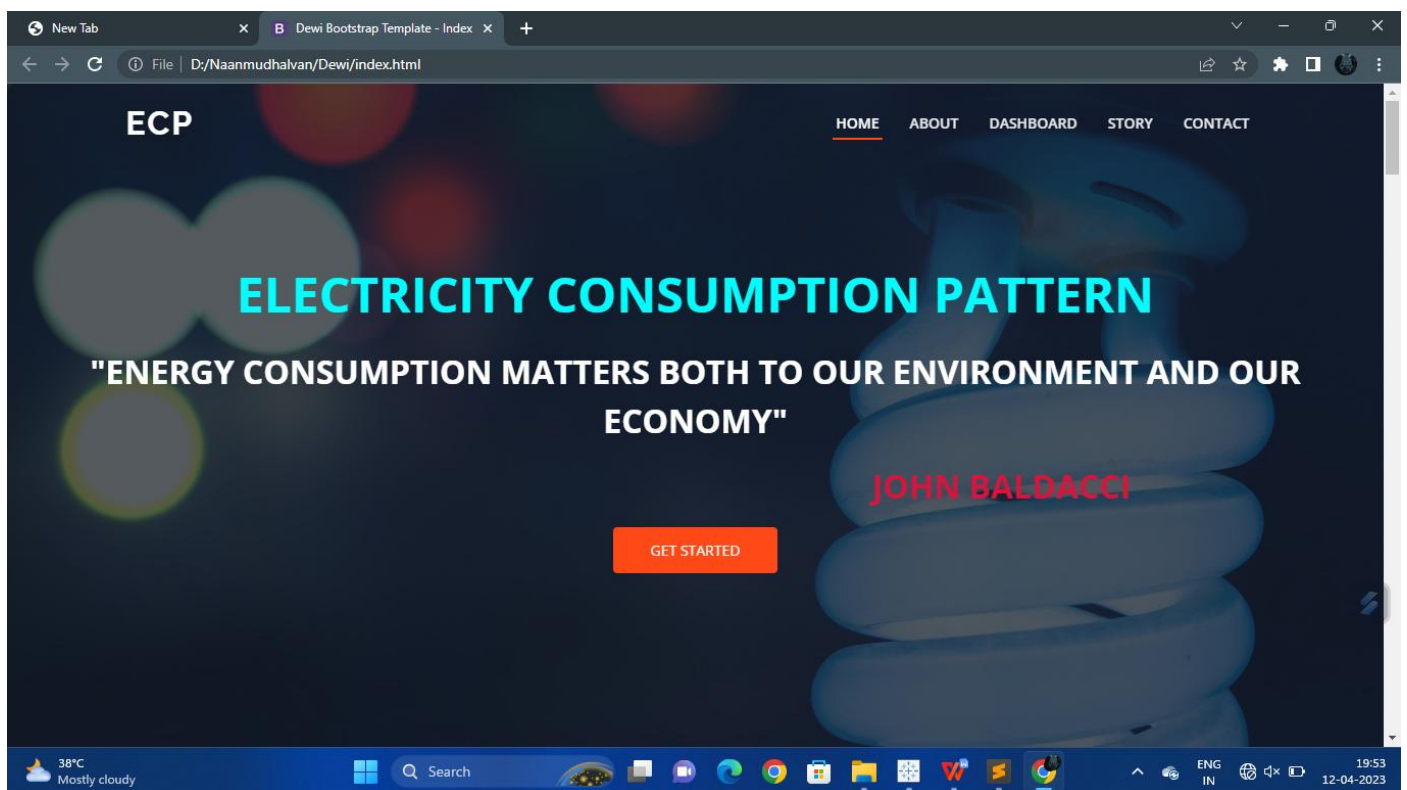 New Tab
Dewi Bootstrap Template - Index
File | D:/Naanmudhalvan/Dewi/index.html
ECP
HOME ABOUT DASHBOARD STORY CONTACT
ELECTRICITY CONSUMPTION PATTERN
"ENERGY CONSUMPTION MATTERS BOTH TO OUR ENVIRONMENT AND OUR
ECONOMY"
JOHN BALDACCI
GET STARTED
38°C
Mostly cloudy
Search
ENG
IN
19:53
12-04-2023